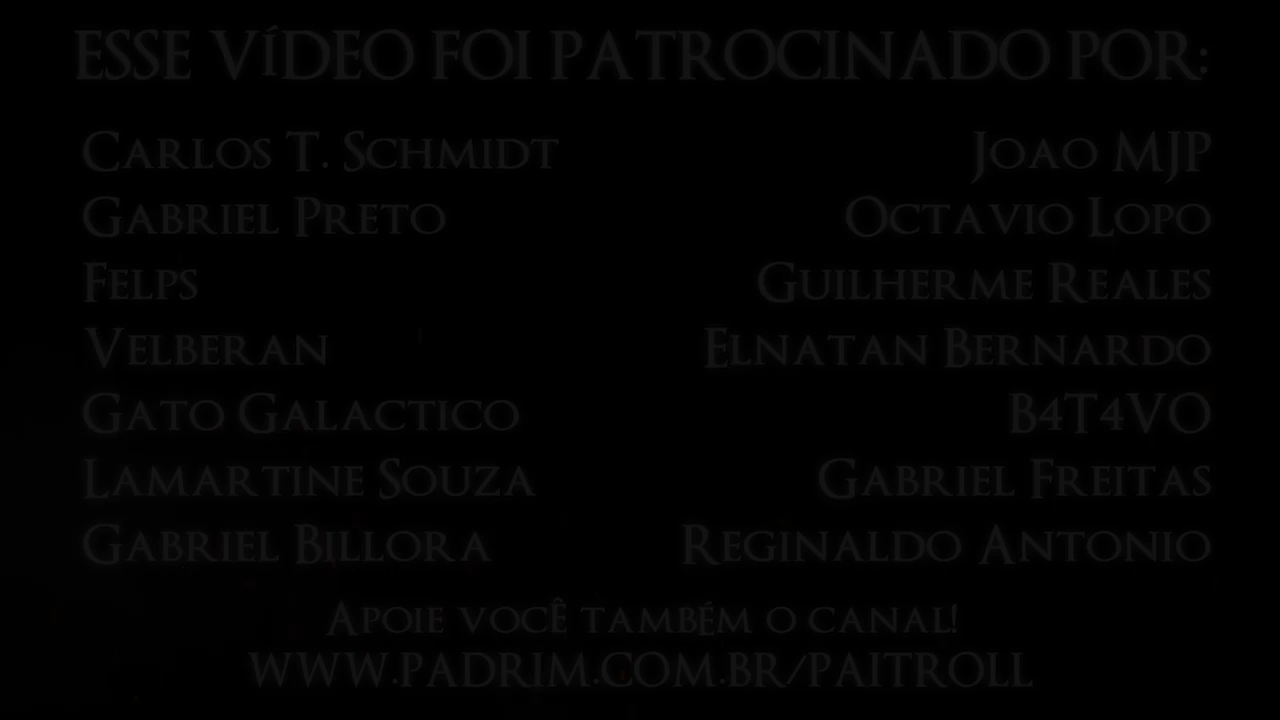 ESSE VÍDEO FOI PATROCINADO POR:
CARLOS T. SCHMIDT
JOAO MJP
GABRIEL PRETO
OCTAVIO LOPO
FELPS
GUILHERME REALES
VELBERAN
ELNATAN BERNARDO
GATO GALACTICO
B4T4VO
LAMARTINE SOUZA
GABRIEL FREITAS
GABRIEL BILLORA
REGINALDO ANTONIO
APOIE VOCÊ TAMBÉM O CANAL!
WWW.PADRIM.COM.BR/PAITROLL